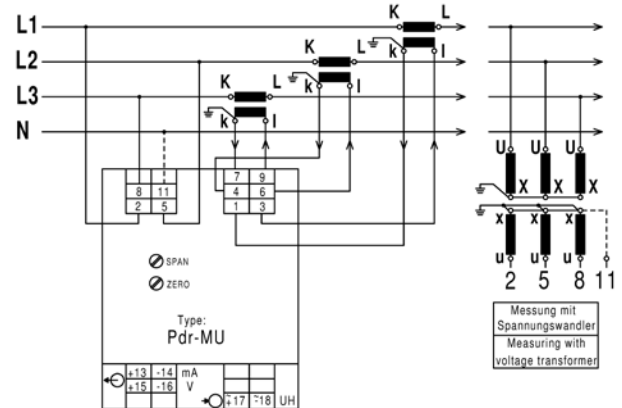 K L
L1
K L k l
L2
K L k l
L3
k l
N
U U U
X X X
7 9
8 11 4 6
2 5 1 3
x x x
u u u
2 5 8 11
SPAN
ZERO
Type:
Pdr-MU
Messung mit
Spannungswandler
Measuring with
voltage transformer
+13 -14 mA
+15 -16 V
+17 -18 UH